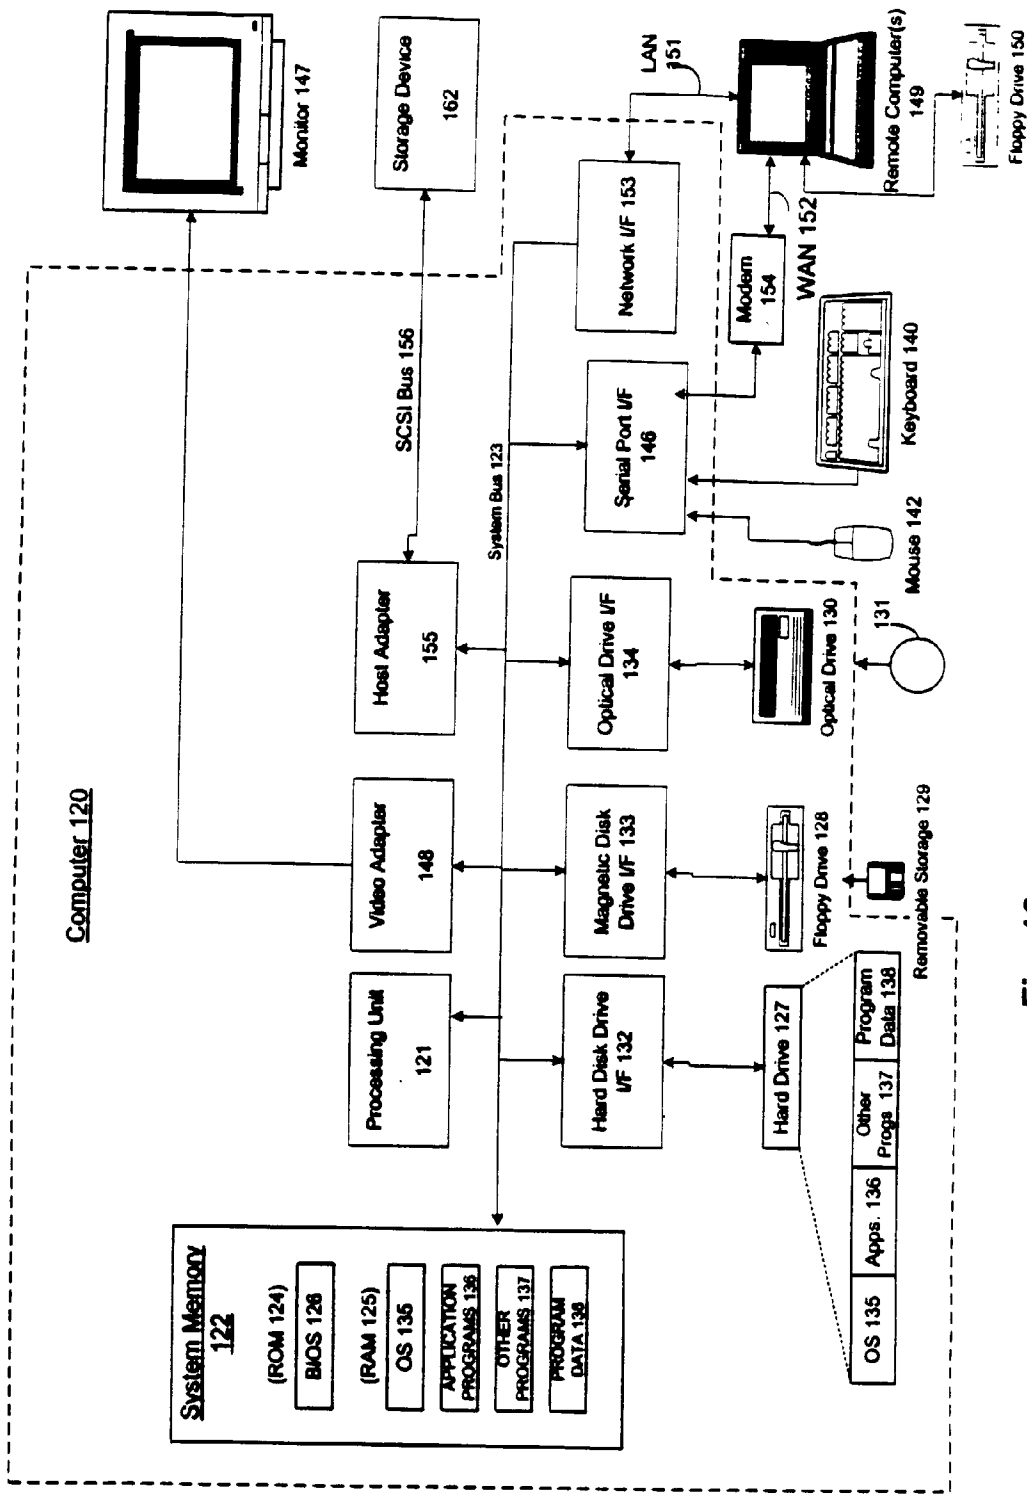 Computer 120
System Memory
122
(ROM 124)
BIOS 126
(RAM 125)
OS 135
APPLICATION
PROGRAMS 136
OTHER
PROGRAMS 137
PROGRAM
DATA 138
Processing Unit
121
Video Adapter
148
Host Adapter
155
SCSI Bus 156
Monitor 147
Storage Device
162
System Bus 123
Hard Disk Drive
I/F 132
Magnetic Disk
Drive I/F 133
Optical Drive I/F
134
Serial Port I/F
146
Network I/F 153
LAN
151
Hard Drive 127
Floppy Drive 128
Optical Drive 130
Modem
154
WAN 152
Remote Computer(s)
149
Floppy Drive 150
OS 135
Apps. 136
Other
Progs 137
Program
Data 138
Removable Storage 129
131
Mouse 142
Keyboard 140